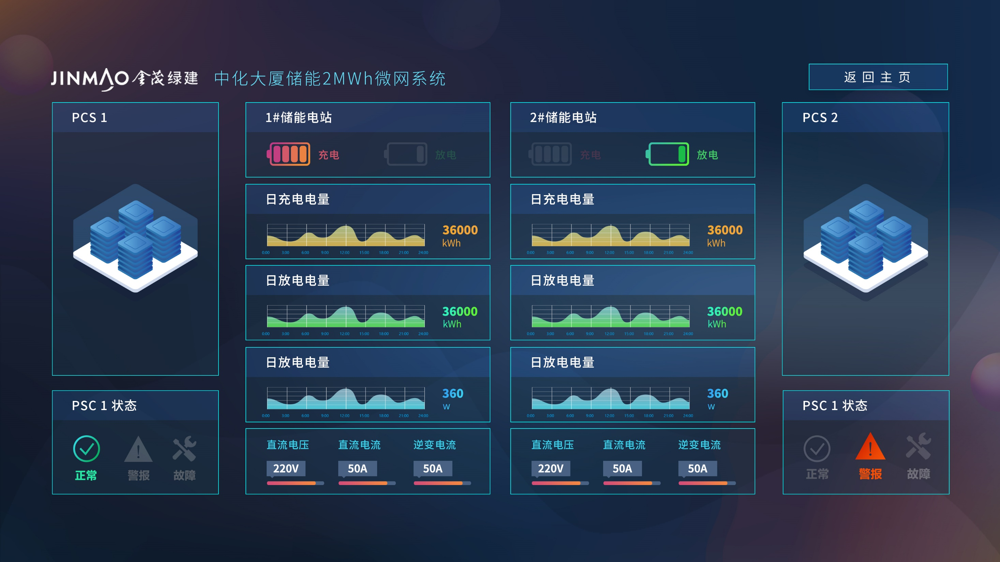 JINMAO 金茂绿建 中化大厦储能2MWh微网系统
返回主页
PCS 1
1#储能电站
充电
放电
2#储能电站
充电
放电
PCS 2
日充电电量
36000
kWh
0:00 3:00 6:00 9:00 12:00 15:00 18:00 21:00 24:00
日充电电量
36000
kWh
0:00 3:00 6:00 9:00 12:00 15:00 18:00 21:00 24:00
日放电电量
36000
kWh
0:00 3:00 6:00 9:00 12:00 15:00 18:00 21:00 24:00
日放电电量
36000
kWh
0:00 3:00 6:00 9:00 12:00 15:00 18:00 21:00 24:00
日放电电量
360
W
0:00 3:00 6:00 9:00 12:00 15:00 18:00 21:00 24:00
日放电电量
360
W
0:00 3:00 6:00 9:00 12:00 15:00 18:00 21:00 24:00
PSC 1 状态
正常 警报 故障
直流电压 直流电流 逆变电流
220V 50A 50A
直流电压 直流电流 逆变电流
220V 50A 50A
PSC 1 状态
正常 警报 故障